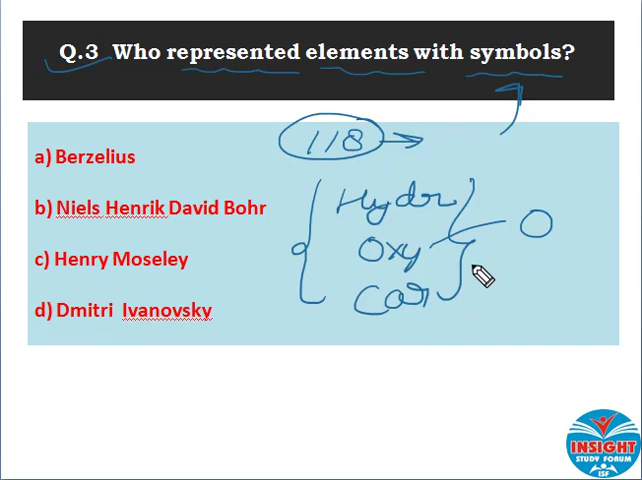 Q.3 Who represented elements with symbols?
118
a) Berzelius
Hydr
b) Niels Henrik David Bohr
Oxy
O
c) Henry Moseley
Car
d) Dmitri Ivanovsky
INSIGHT
STUDY FORUM
ISF